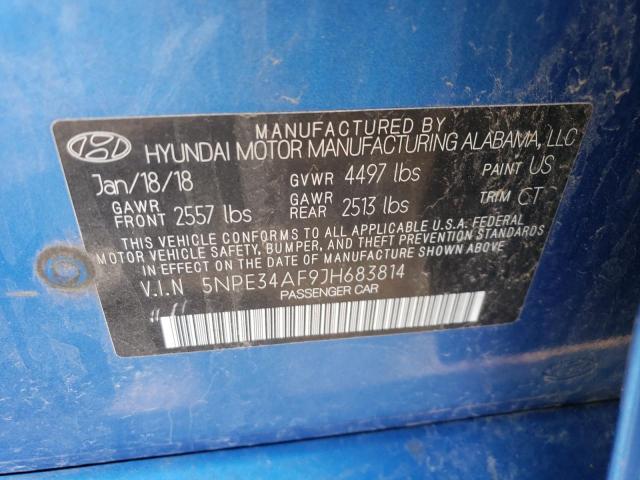 MANUFACTURED BY
HYUNDAI MOTOR MANUFACTURING ALABAMA, LLC
Jan/18/18 GVWR 4497 lbs PAINT US
GAWR FRONT 2557 lbs GAWR REAR 2513 lbs TRIM CT
THIS VEHICLE CONFORMS TO ALL APPLICABLE U.S.A. FEDERAL
MOTOR VEHICLE SAFETY, BUMPER, AND THEFT PREVENTION STANDARDS
IN EFFECT ON THE DATE OF MANUFACTURE SHOWN ABOVE.
V.I.N 5NPE34AF9JH683814
PASSENGER CAR